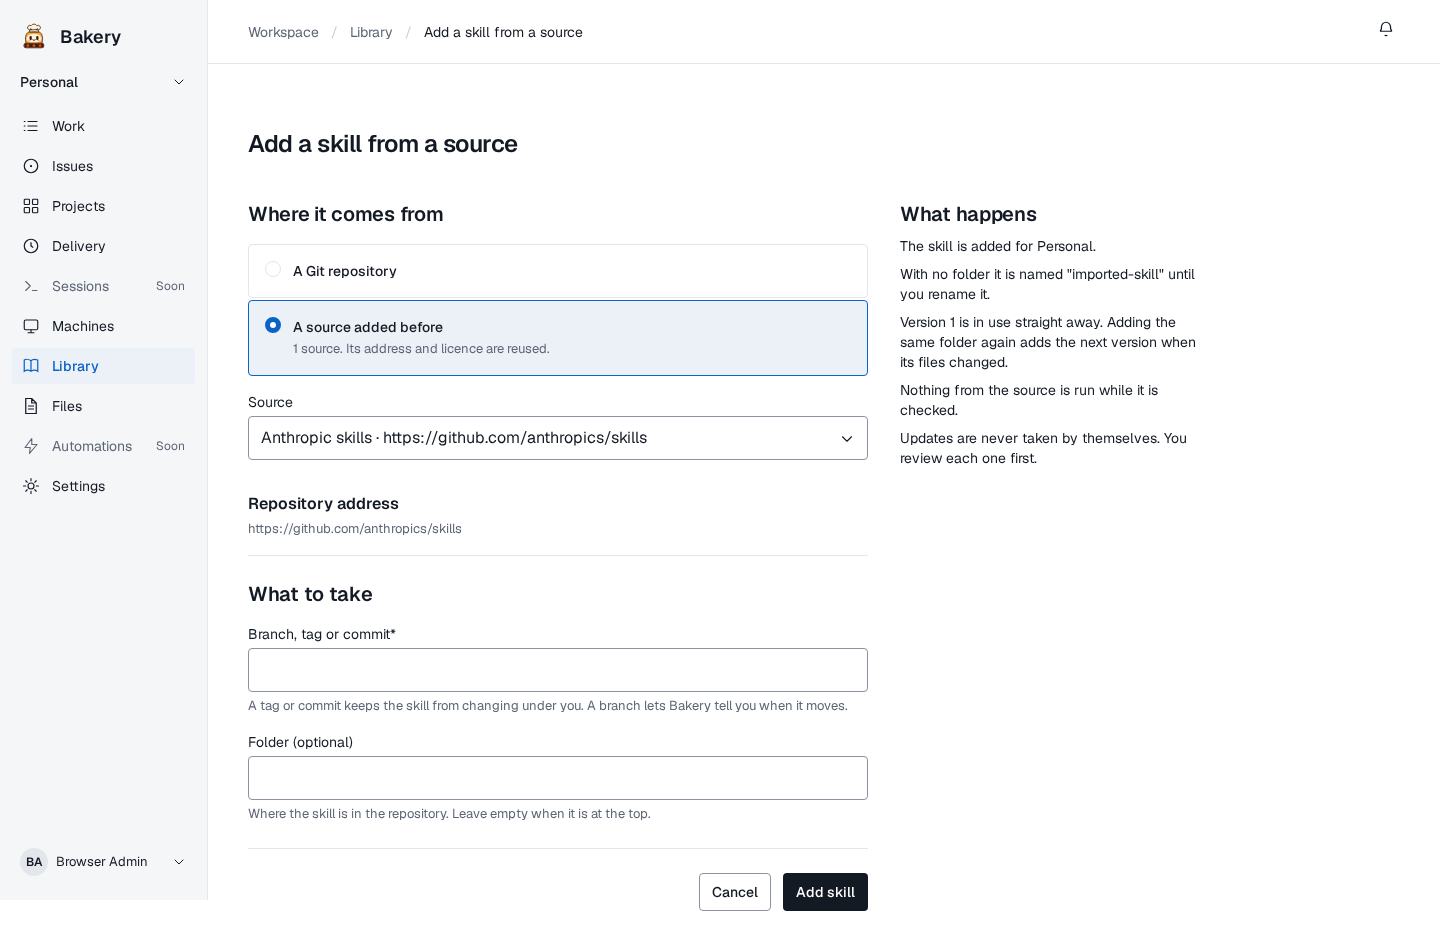 Bakery
Personal
Work
Issues
Projects
Delivery
Sessions Soon
Machines
Library
Files
Automations Soon
Settings
BA Browser Admin
Workspace / Library / Add a skill from a source
Add a skill from a source
Where it comes from
A Git repository
A source added before
1 source. Its address and licence are reused.
Source
Anthropic skills · https://github.com/anthropics/skills
Repository address
https://github.com/anthropics/skills
What to take
Branch, tag or commit*
A tag or commit keeps the skill from changing under you. A branch lets Bakery tell you when it moves.
Folder (optional)
Where the skill is in the repository. Leave empty when it is at the top.
Cancel Add skill
What happens
The skill is added for Personal.
With no folder it is named "imported-skill" until
you rename it.
Version 1 is in use straight away. Adding the
same folder again adds the next version when
its files changed.
Nothing from the source is run while it is
checked.
Updates are never taken by themselves. You
review each one first.